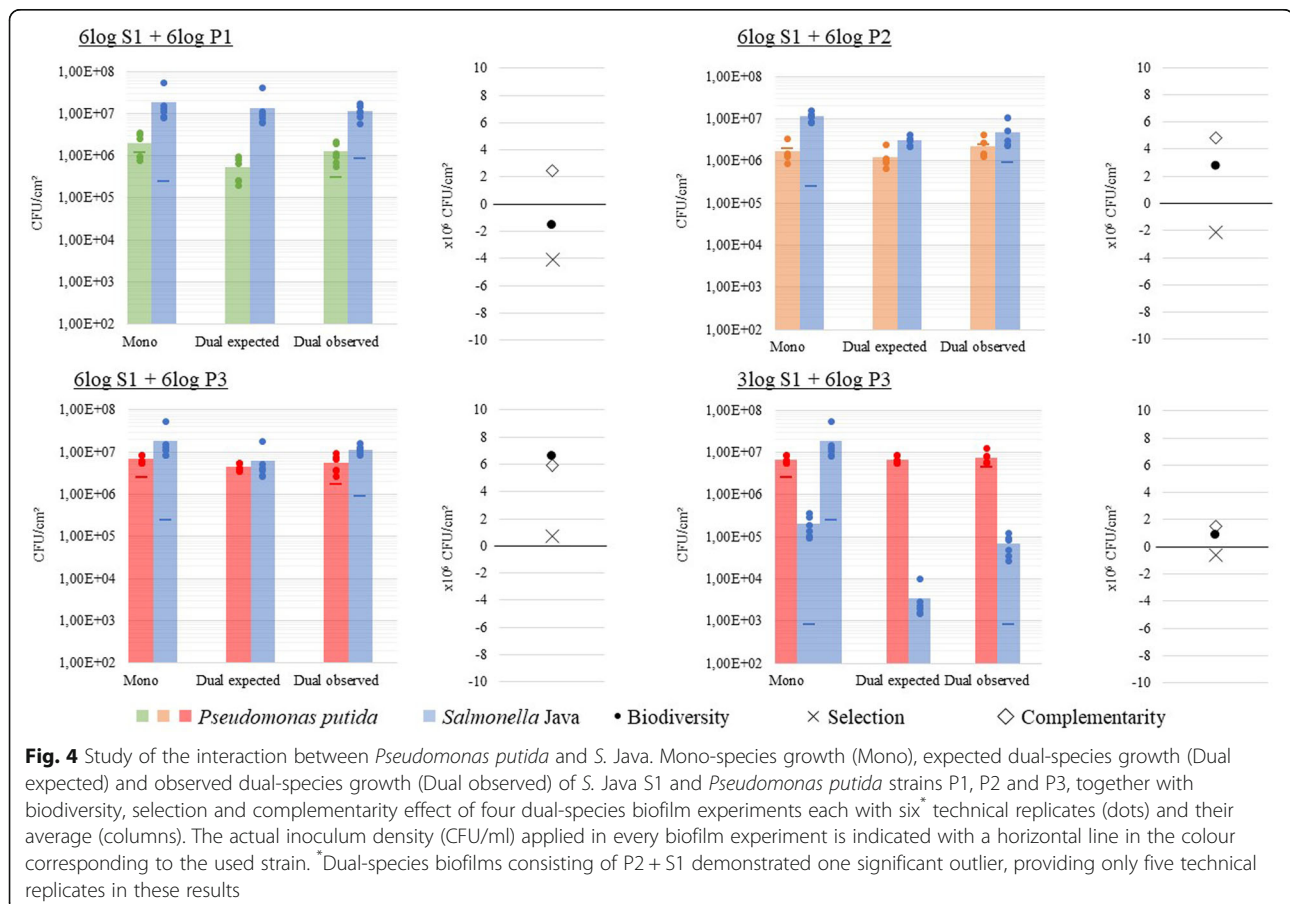 6log S1 + 6log P1
CFU/cm²
1,00E+08
1,00E+07
1,00E+06
1,00E+05
1,00E+04
1,00E+03
1,00E+02
Mono Dual expected Dual observed
x10⁶ CFU/cm²
10
8
6
4
2
0
-2
-4
-6
-8
-10
6log S1 + 6log P2
CFU/cm²
1,00E+08
1,00E+07
1,00E+06
1,00E+05
1,00E+04
1,00E+03
1,00E+02
Mono Dual expected Dual observed
x10⁶ CFU/cm²
10
8
6
4
2
0
-2
-4
-6
-8
-10
6log S1 + 6log P3
CFU/cm²
1,00E+08
1,00E+07
1,00E+06
1,00E+05
1,00E+04
1,00E+03
1,00E+02
Mono Dual expected Dual observed
x10⁶ CFU/cm²
10
8
6
4
2
0
-2
-4
-6
-8
-10
3log S1 + 6log P3
CFU/cm²
1,00E+08
1,00E+07
1,00E+06
1,00E+05
1,00E+04
1,00E+03
1,00E+02
Mono Dual expected Dual observed
x10⁶ CFU/cm²
10
8
6
4
2
0
-2
-4
-6
-8
-10
Pseudomonas putida Salmonella Java Biodiversity Selection Complementarity
Fig. 4 Study of the interaction between Pseudomonas putida and S. Java. Mono-species growth (Mono), expected dual-species growth (Dual
expected) and observed dual-species growth (Dual observed) of S. Java S1 and Pseudomonas putida strains P1, P2 and P3, together with
biodiversity, selection and complementarity effect of four dual-species biofilm experiments each with six* technical replicates (dots) and their
average (columns). The actual inoculum density (CFU/ml) applied in every biofilm experiment is indicated with a horizontal line in the colour
corresponding to the used strain. *Dual-species biofilms consisting of P2 + S1 demonstrated one significant outlier, providing only five technical
replicates in these results